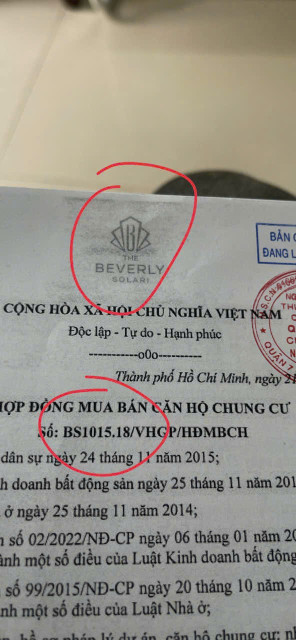 THE
BEVERLY
SOLARI
BẢN
ĐANG L
CỘNG HÒA XÃ HỘI CHỦ NGHĨA VIỆT NAM
Độc lập - Tự do - Hạnh phúc
-----------o0o----------
Thành phố Hồ Chí Minh, ngày 21
HỢP ĐỒNG MUA BÁN CĂN HỘ CHUNG CƯ
Số: BS1015.18/VHGP/HĐMBCH
dân sự ngày 24 tháng 11 năm 2015;
h doanh bất động sản ngày 25 tháng 11 năm 201
ở ngày 25 tháng 11 năm 2014;
số 02/2022/NĐ-CP ngày 06 tháng 01 năm 20
ành một số điều của Luật Kinh doanh bất động
số 99/2015/NĐ-CP ngày 20 tháng 10 năm 2
nh một số điều của Luật Nhà ở;